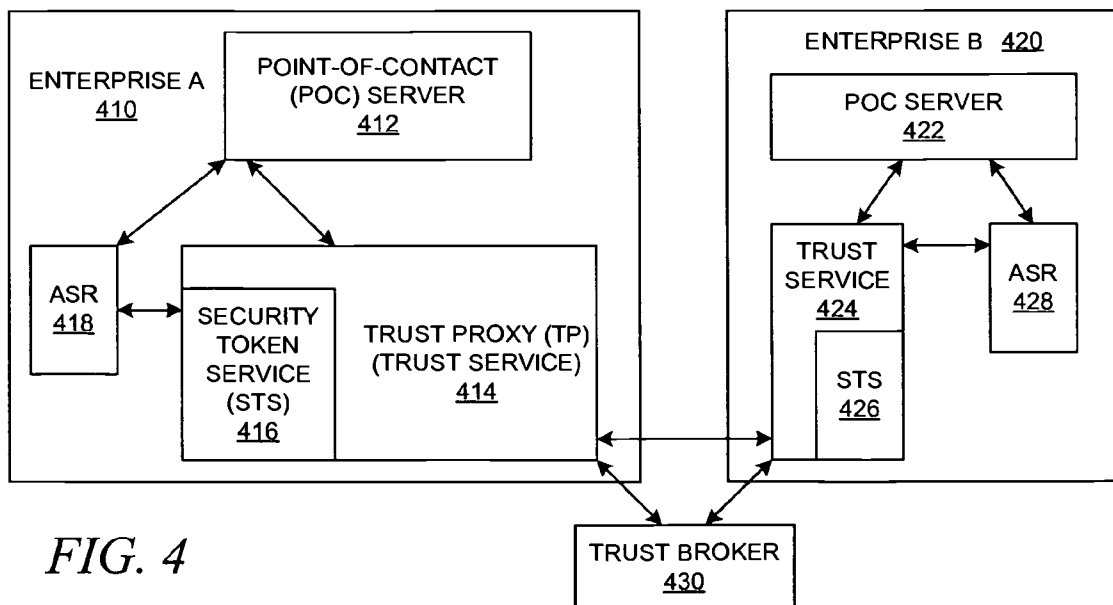 ENTERPRISE A
410
POINT-OF-CONTACT
(POC) SERVER
412
ASR
418
SECURITY
TOKEN
SERVICE
(STS)
416
TRUST PROXY (TP)
(TRUST SERVICE)
414
ENTERPRISE B 420
POC SERVER
422
TRUST
SERVICE
424
STS
426
ASR
428
TRUST BROKER
430
FIG. 4